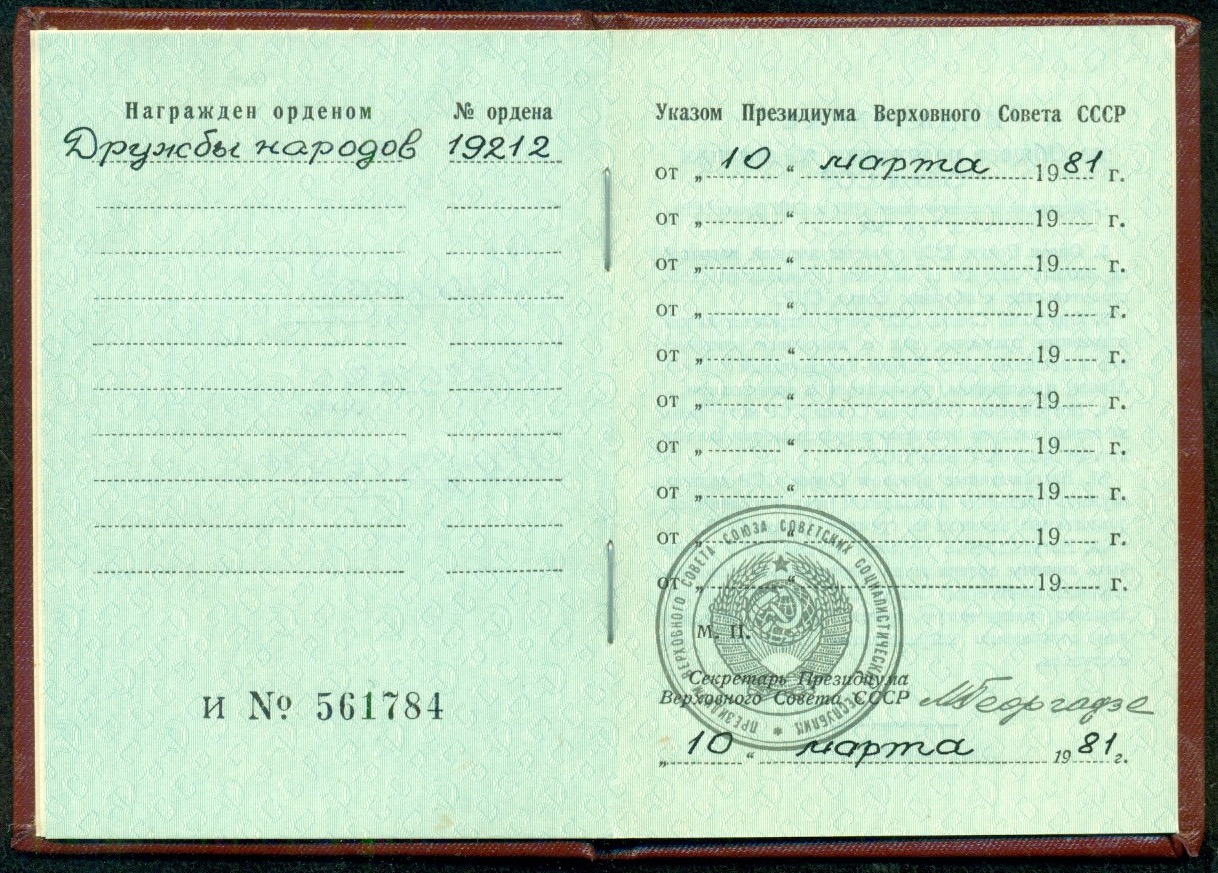 Награжден орденом № ордена
Дружбы народов 19212
И № 561784
Указом Президиума Верховного Совета СССР
от „ 10 “ марта 1981 г.
от „ “ 19 г.
от „ “ 19 г.
от „ “ 19 г.
от „ “ 19 г.
от „ “ 19 г.
от „ “ 19 г.
от „ “ 19 г.
от „ “ 19 г.
от „ “ 19 г.
ПРЕЗИДИУМ ВЕРХОВНОГО СОВЕТА СОЮЗА СОВЕТСКИХ СОЦИАЛИСТИЧЕСКИХ РЕСПУБЛИК
М. П.
Секретарь Президиума
Верховного Совета СССР МГеоргадзе
„ 10 “ марта 1981 г.